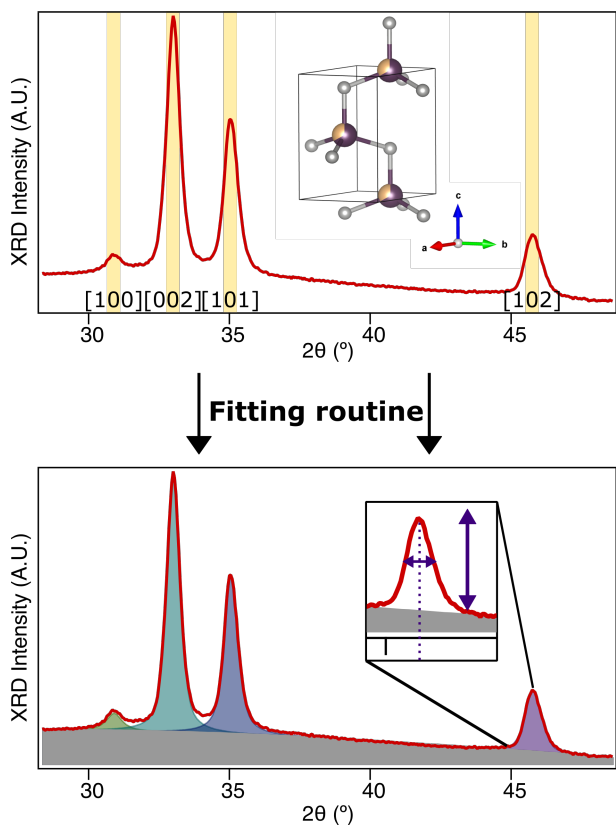 XRD Intensity (A.U.)
c
a
b
[100][002][101]
[102]
30
35
40
45
2θ (º)
Fitting routine
XRD Intensity (A.U.)
30
35
40
45
2θ (º)